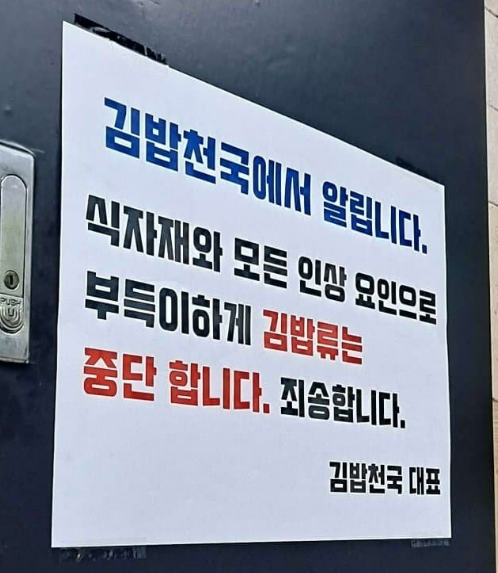 김밥천국에서 알립니다.
식자재와 모든 인상 요인으로
부득이하게 김밥류는
중단 합니다. 죄송합니다.
김밥천국 대표
PUSH